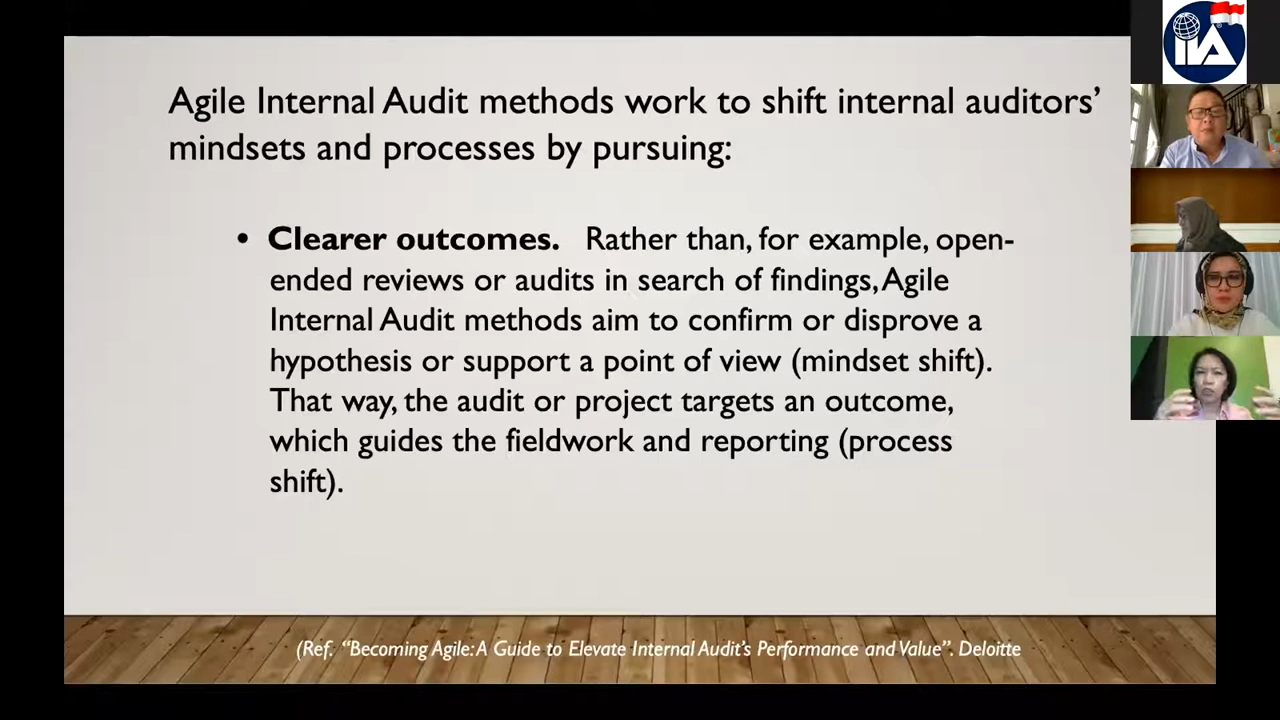 Agile Internal Audit methods work to shift internal auditors’
mindsets and processes by pursuing:
• Clearer outcomes. Rather than, for example, open-
ended reviews or audits in search of findings, Agile
Internal Audit methods aim to confirm or disprove a
hypothesis or support a point of view (mindset shift).
That way, the audit or project targets an outcome,
which guides the fieldwork and reporting (process
shift).
(Ref. “Becoming Agile: A Guide to Elevate Internal Audit’s Performance and Value”. Deloitte
IIA